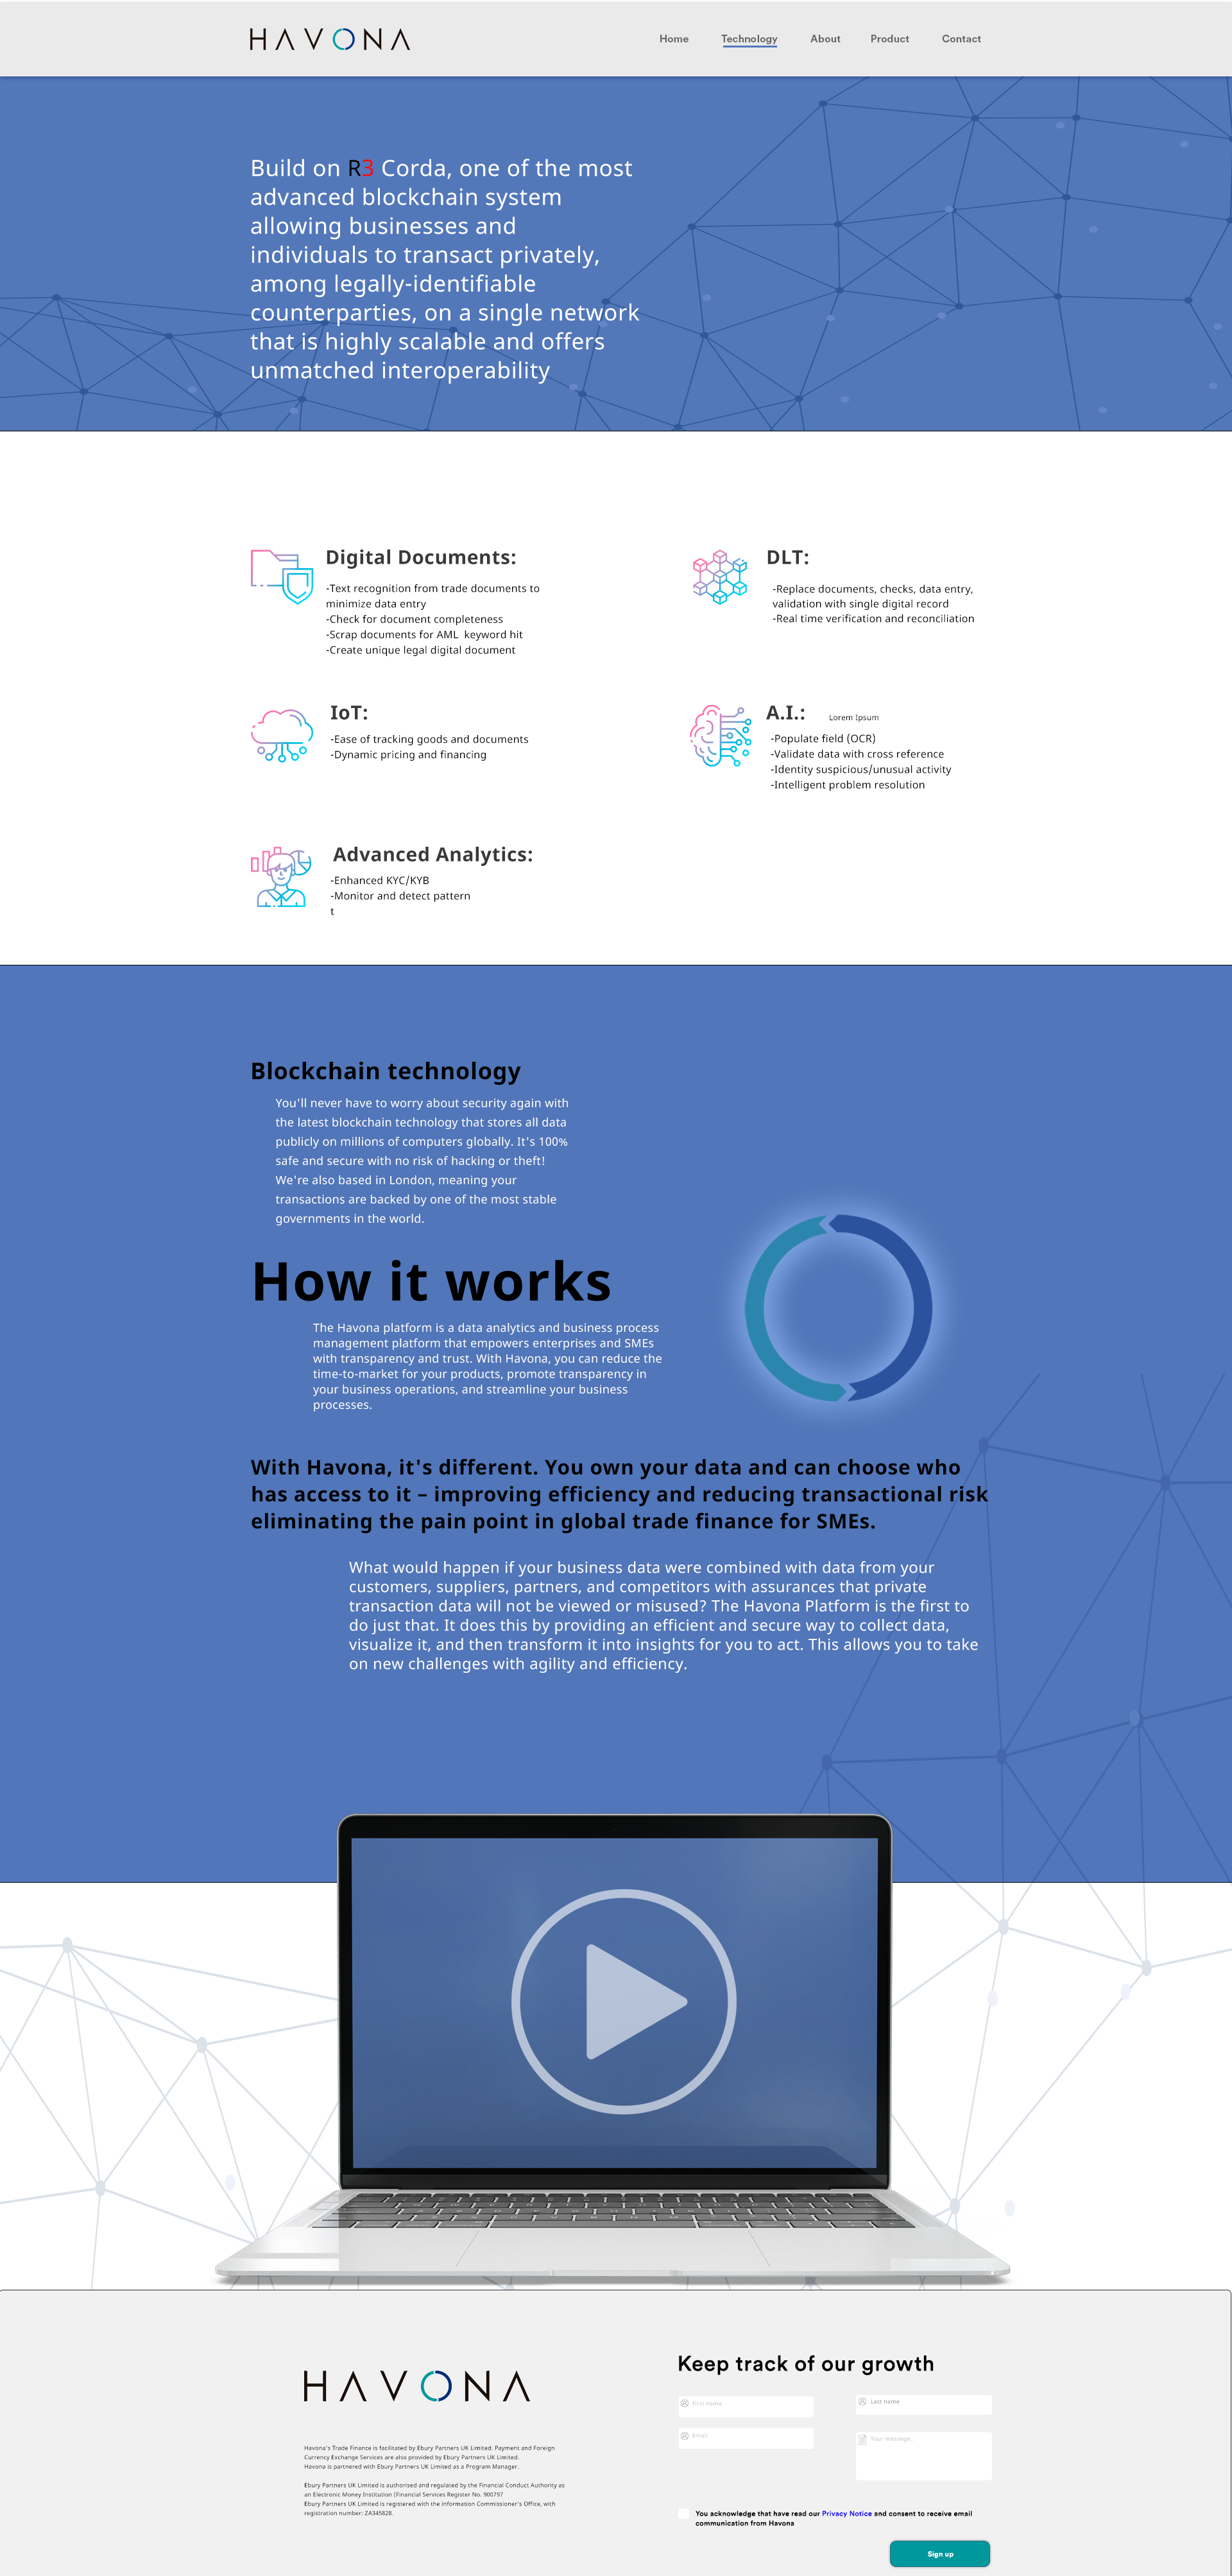 HAVONA
Home Technology About Product Contact
Build on R3 Corda, one of the most
advanced blockchain system
allowing businesses and
individuals to transact privately,
among legally-identifiable
counterparties, on a single network
that is highly scalable and offers
unmatched interoperability
Digital Documents:
-Text recognition from trade documents to
minimize data entry
-Check for document completeness
-Scrap documents for AML keyword hit
-Create unique legal digital document
DLT:
-Replace documents, checks, data entry,
validation with single digital record
-Real time verification and reconciliation
IoT:
-Ease of tracking goods and documents
-Dynamic pricing and financing
A.I.:
Lorem Ipsum
-Populate field (OCR)
-Validate data with cross reference
-Identity suspicious/unusual activity
-Intelligent problem resolution
Advanced Analytics:
-Enhanced KYC/KYB
-Monitor and detect pattern
t
Blockchain technology
You'll never have to worry about security again with
the latest blockchain technology that stores all data
publicly on millions of computers globally. It's 100%
safe and secure with no risk of hacking or theft!
We're also based in London, meaning your
transactions are backed by one of the most stable
governments in the world.
How it works
The Havona platform is a data analytics and business process
management platform that empowers enterprises and SMEs
with transparency and trust. With Havona, you can reduce the
time-to-market for your products, promote transparency in
your business operations, and streamline your business
processes.
With Havona, it's different. You own your data and can choose who
has access to it – improving efficiency and reducing transactional risk
eliminating the pain point in global trade finance for SMEs.
What would happen if your business data were combined with data from your
customers, suppliers, partners, and competitors with assurances that private
transaction data will not be viewed or misused? The Havona Platform is the first to
do just that. It does this by providing an efficient and secure way to collect data,
visualize it, and then transform it into insights for you to act. This allows you to take
on new challenges with agility and efficiency.
HAVONA
Havona's Trade Finance is facilitated by Ebury Partners UK Limited. Payment and Foreign
Currency Exchange Services are also provided by Ebury Partners UK Limited.
Havona is partnered with Ebury Partners UK Limited as a Program Manager.
Ebury Partners UK Limited is authorised and regulated by the Financial Conduct Authority as
an Electronic Money Institution (Financial Services Register No. 900797
Ebury Partners UK Limited is registered with the information Commissioner's Office, with
registration number: ZA345828.
Keep track of our growth
First name
Last name
Email
Your message..
You acknowledge that have read our Privacy Notice and consent to receive email
communication from Havona
Sign up